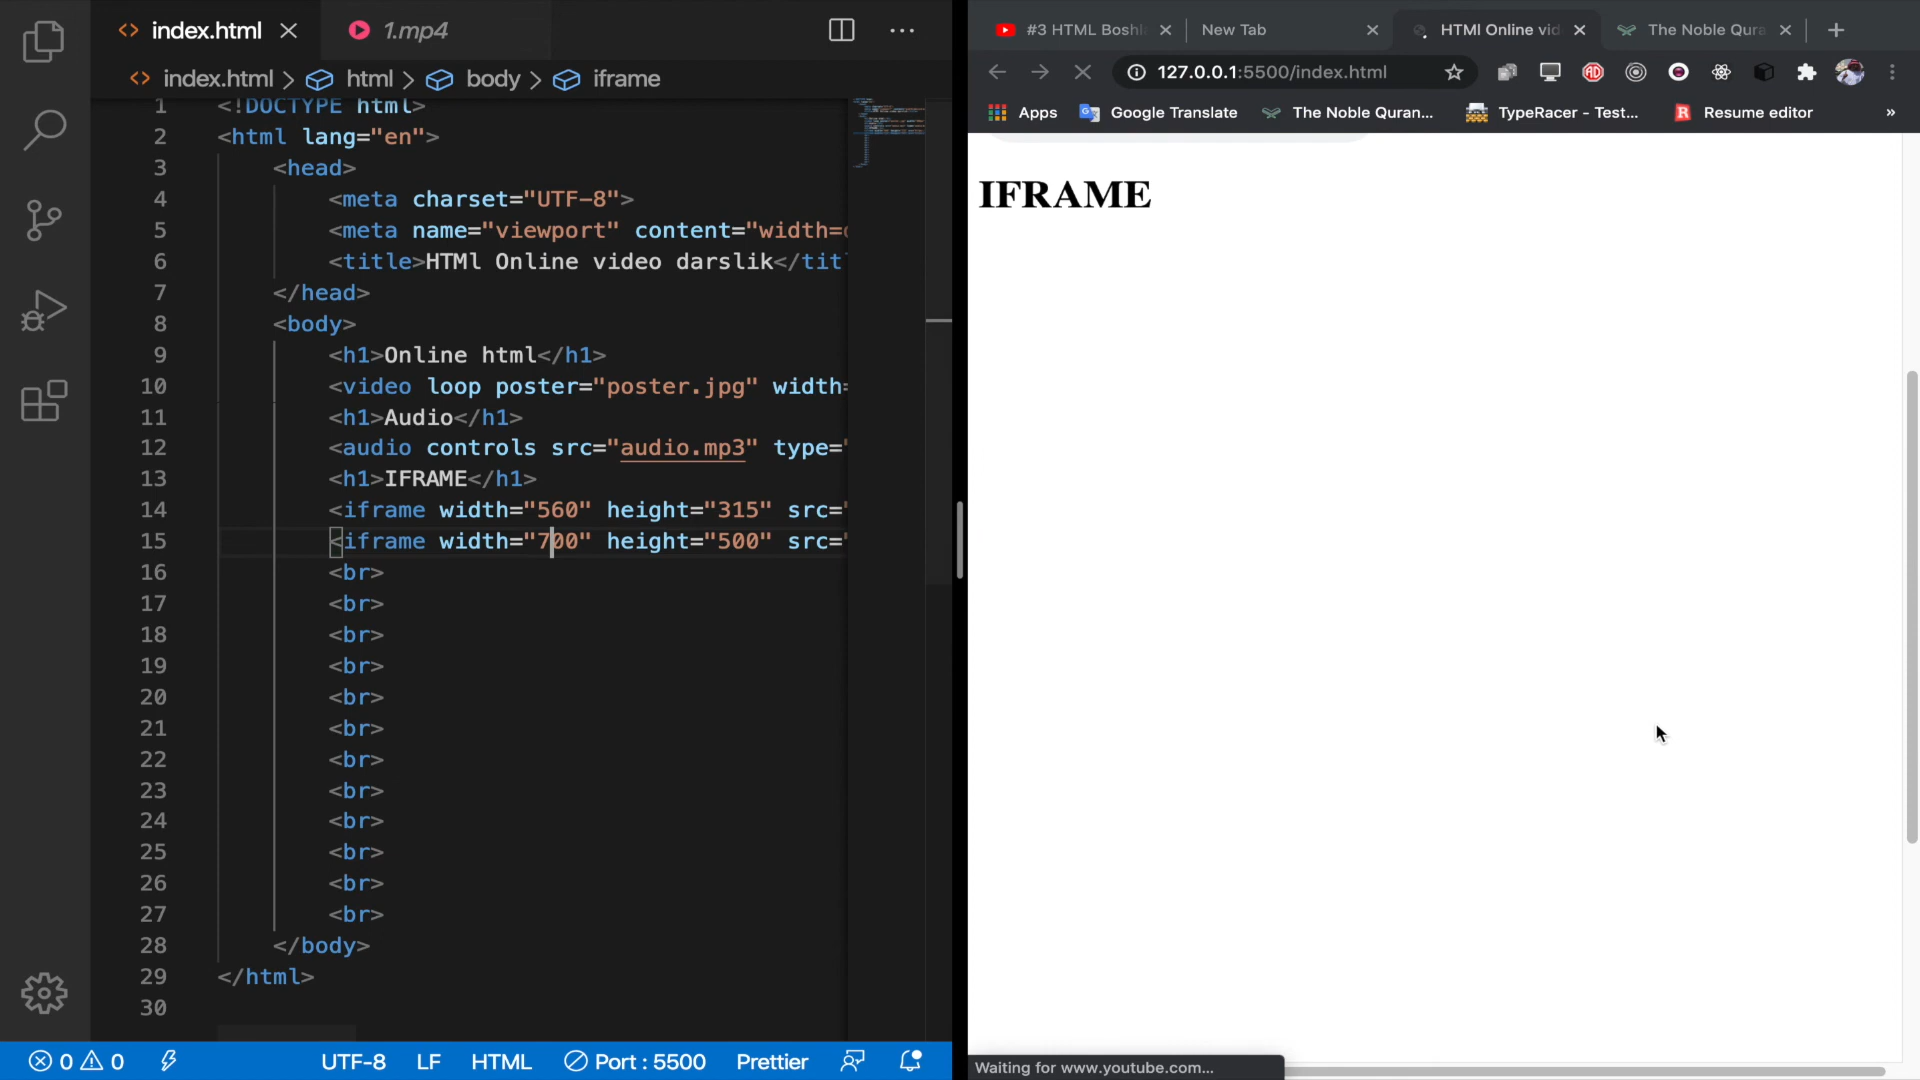 index.html
1.mp4
index.html > html > body > iframe
1 <!DOCTYPE html>
2 <html lang="en">
3 <head>
4 <meta charset="UTF-8">
5 <meta name="viewport" content="width=
6 <title>HTMl Online video darslik</tit
7 </head>
8 <body>
9 <h1>Online html</h1>
10 <video loop poster="poster.jpg" width=
11 <h1>Audio</h1>
12 <audio controls src="audio.mp3" type="
13 <h1>IFRAME</h1>
14 <iframe width="560" height="315" src="
15 <iframe width="700" height="500" src="
16 <br>
17 <br>
18 <br>
19 <br>
20 <br>
21 <br>
22 <br>
23 <br>
24 <br>
25 <br>
26 <br>
27 <br>
28 </body>
29 </html>
30
0 0 UTF-8 LF HTML Port : 5500 Prettier
#3 HTML Boshl New Tab HTMl Online vid The Noble Qura
127.0.0.1:5500/index.html
Apps Google Translate The Noble Quran... TypeRacer - Test... Resume editor »
IFRAME
Waiting for www.youtube.com...